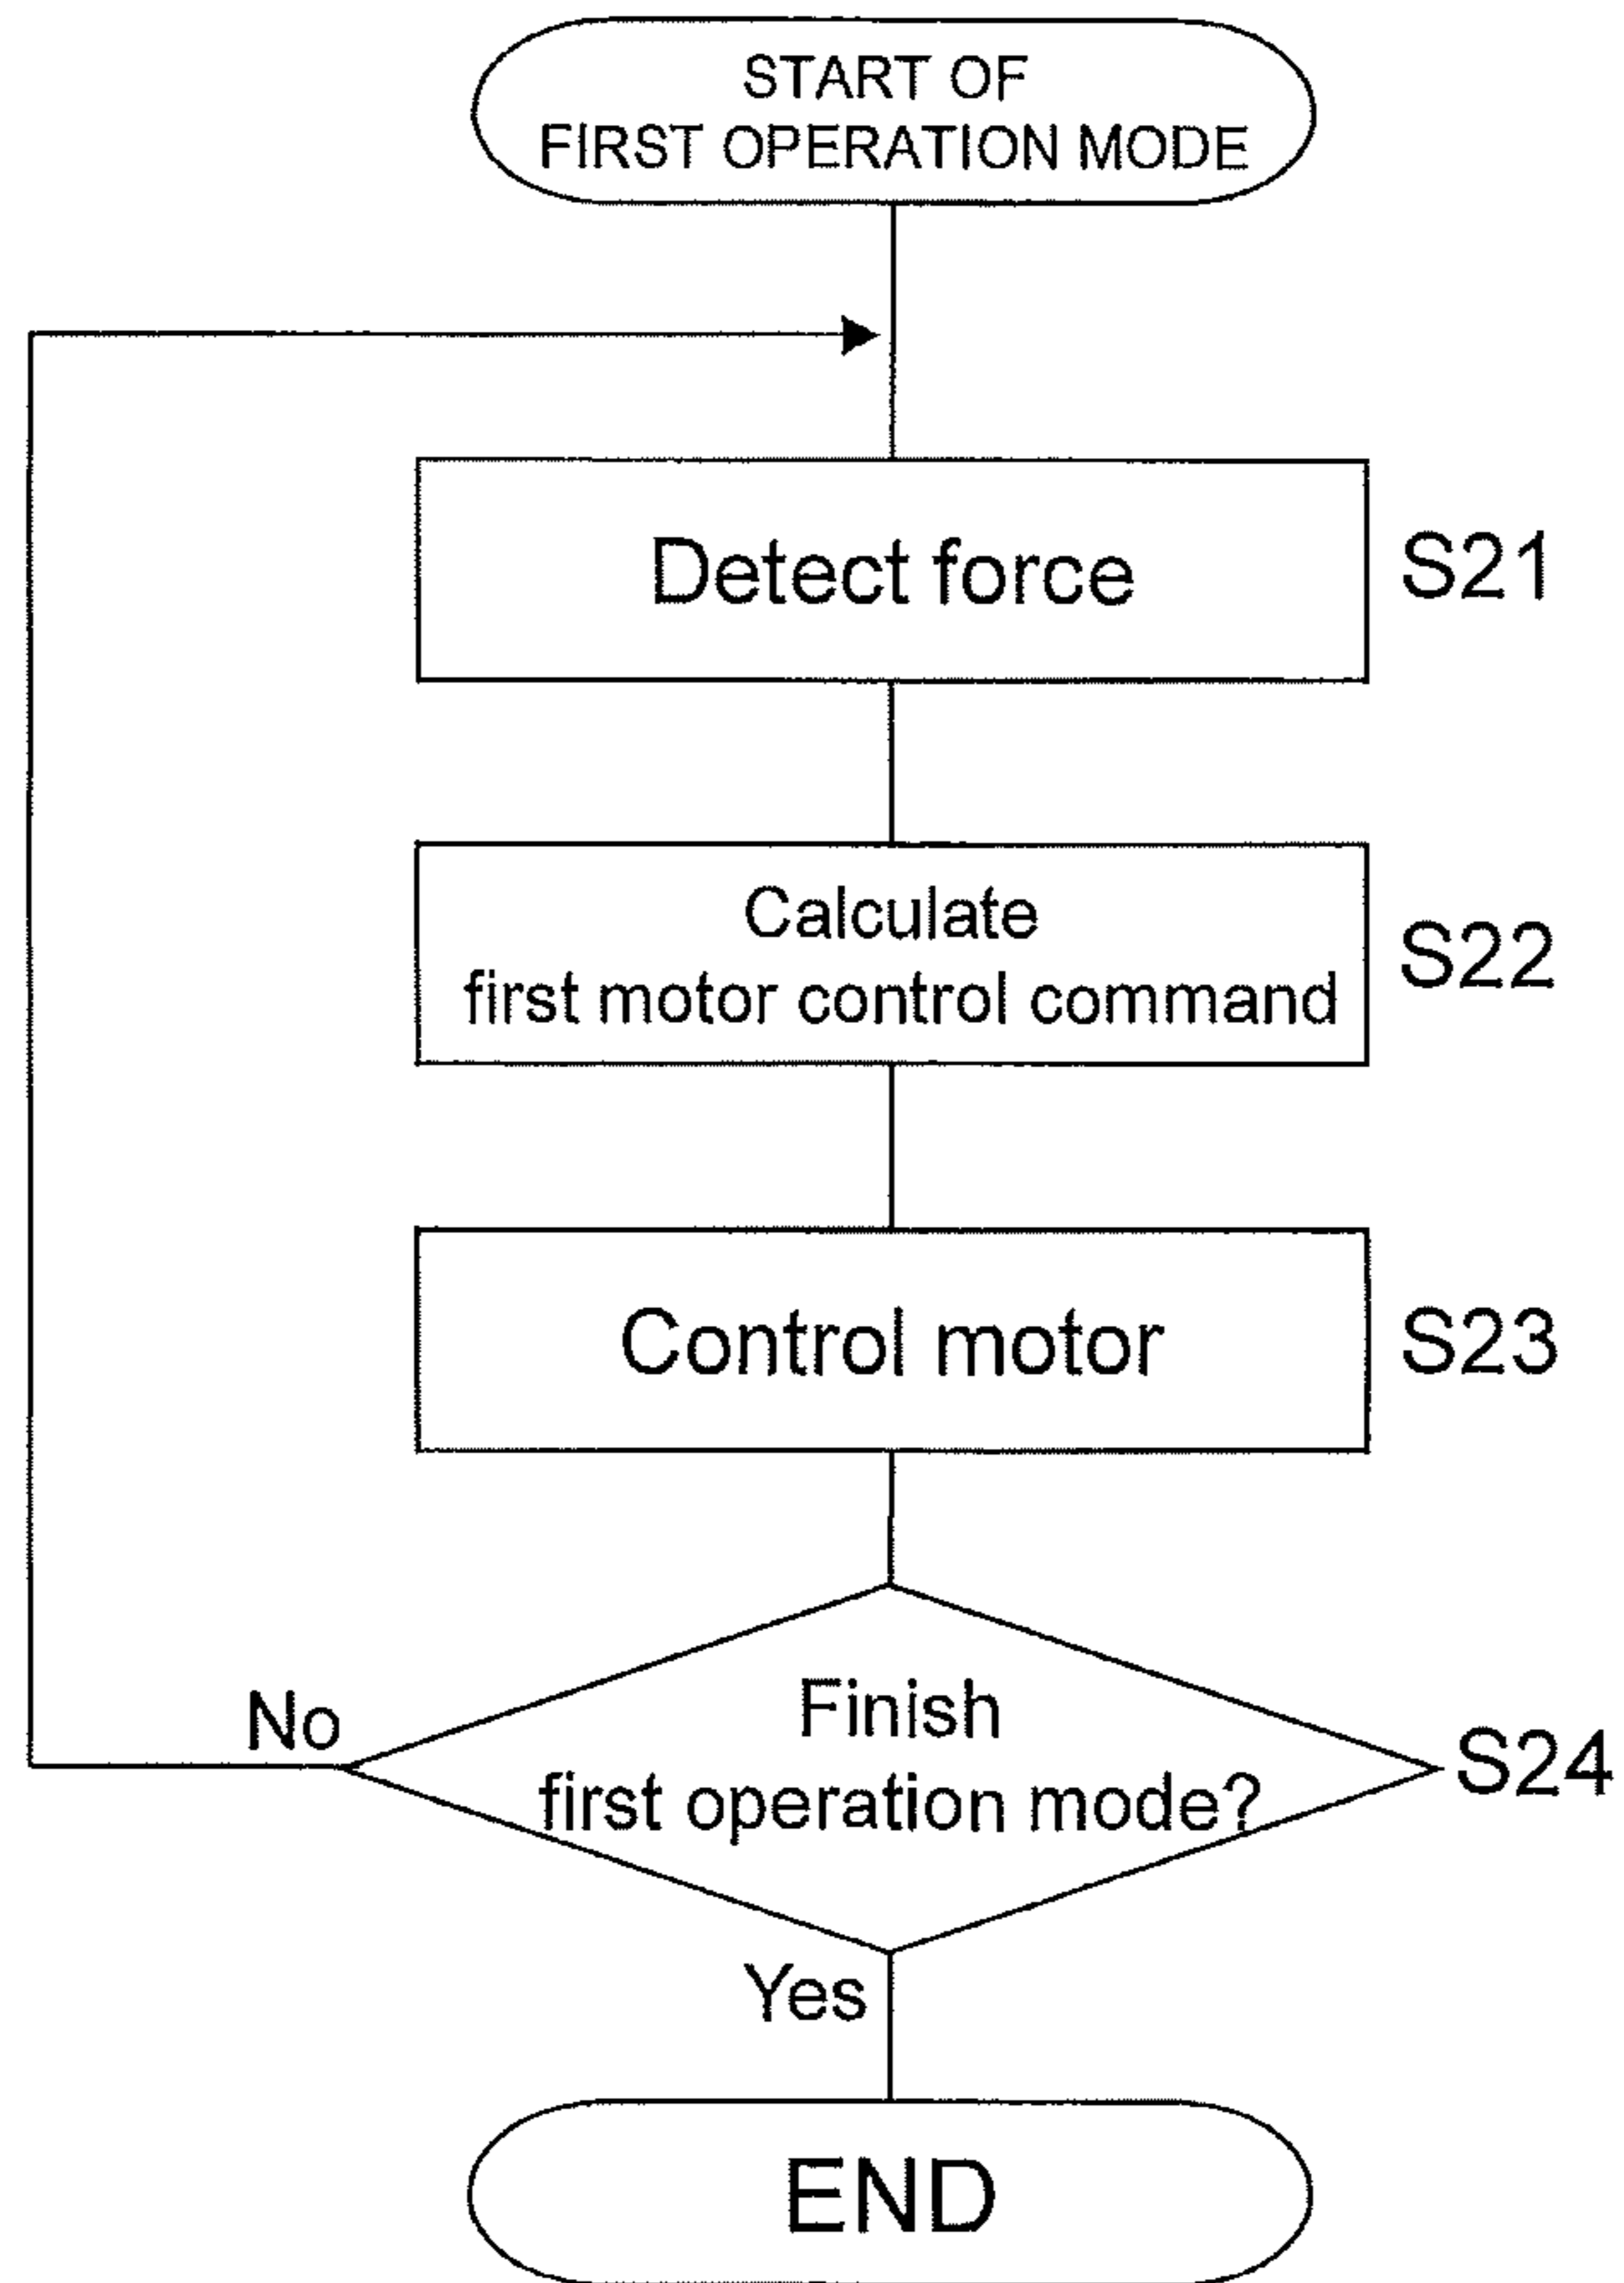 START OF
FIRST OPERATION MODE
Detect force
S21
Calculate
first motor control command
S22
Control motor
S23
Finish
first operation mode?
S24
No
Yes
END